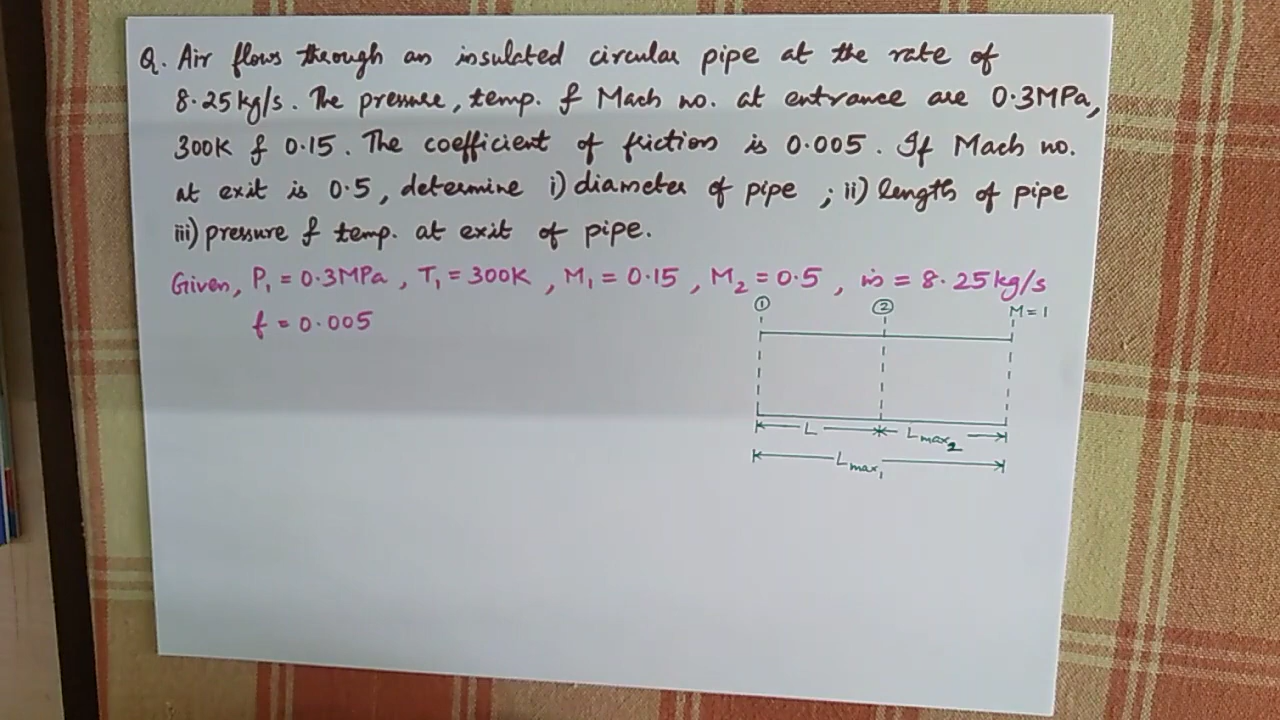 Q. Air flows through an insulated circular pipe at the rate of
8.25 kg/s. The pressure, temp. & Mach no. at entrance are 0.3MPa,
300K & 0.15. The coefficient of friction is 0.005. If Mach no.
at exit is 0.5, determine i) diameter of pipe ; ii) length of pipe
iii) pressure & temp. at exit of pipe.
Given, P₁ = 0.3MPa, T₁ = 300K, M₁ = 0.15, M₂ = 0.5, ṁ = 8.25 kg/s
f = 0.005
① ② M=1
L Lmax₂
Lmax₁